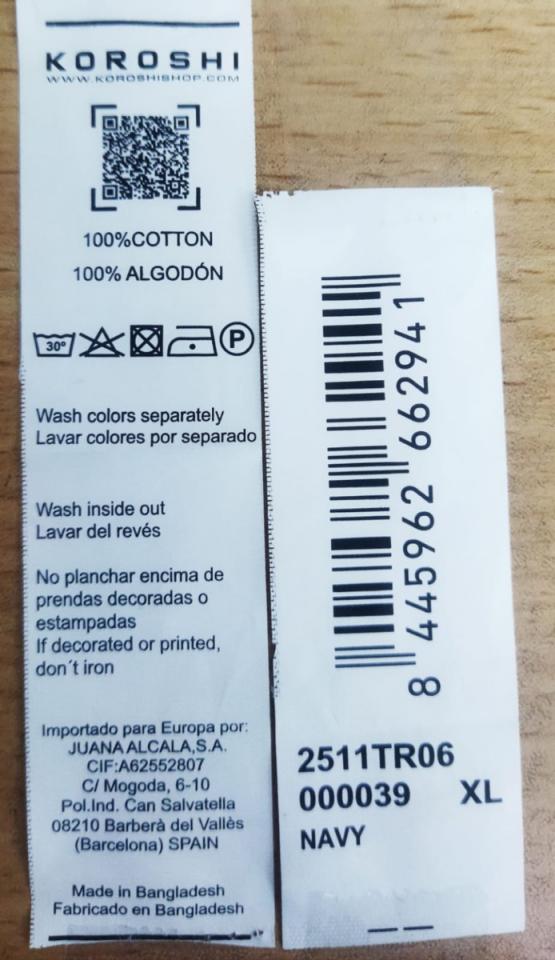 KOROSHI
WWW.KOROSHISHOP.COM
100%COTTON
100% ALGODÓN
30°
P
Wash colors separately
Lavar colores por separado
Wash inside out
Lavar del revés
No planchar encima de
prendas decoradas o
estampadas
If decorated or printed,
don´t iron
Importado para Europa por:
JUANA ALCALA,S.A.
CIF:A62552807
C/ Mogoda, 6-10
Pol.Ind. Can Salvatella
08210 Barberà del Vallès
(Barcelona) SPAIN
Made in Bangladesh
Fabricado en Bangladesh
8 445962 662941
2511TR06
000039 XL
NAVY